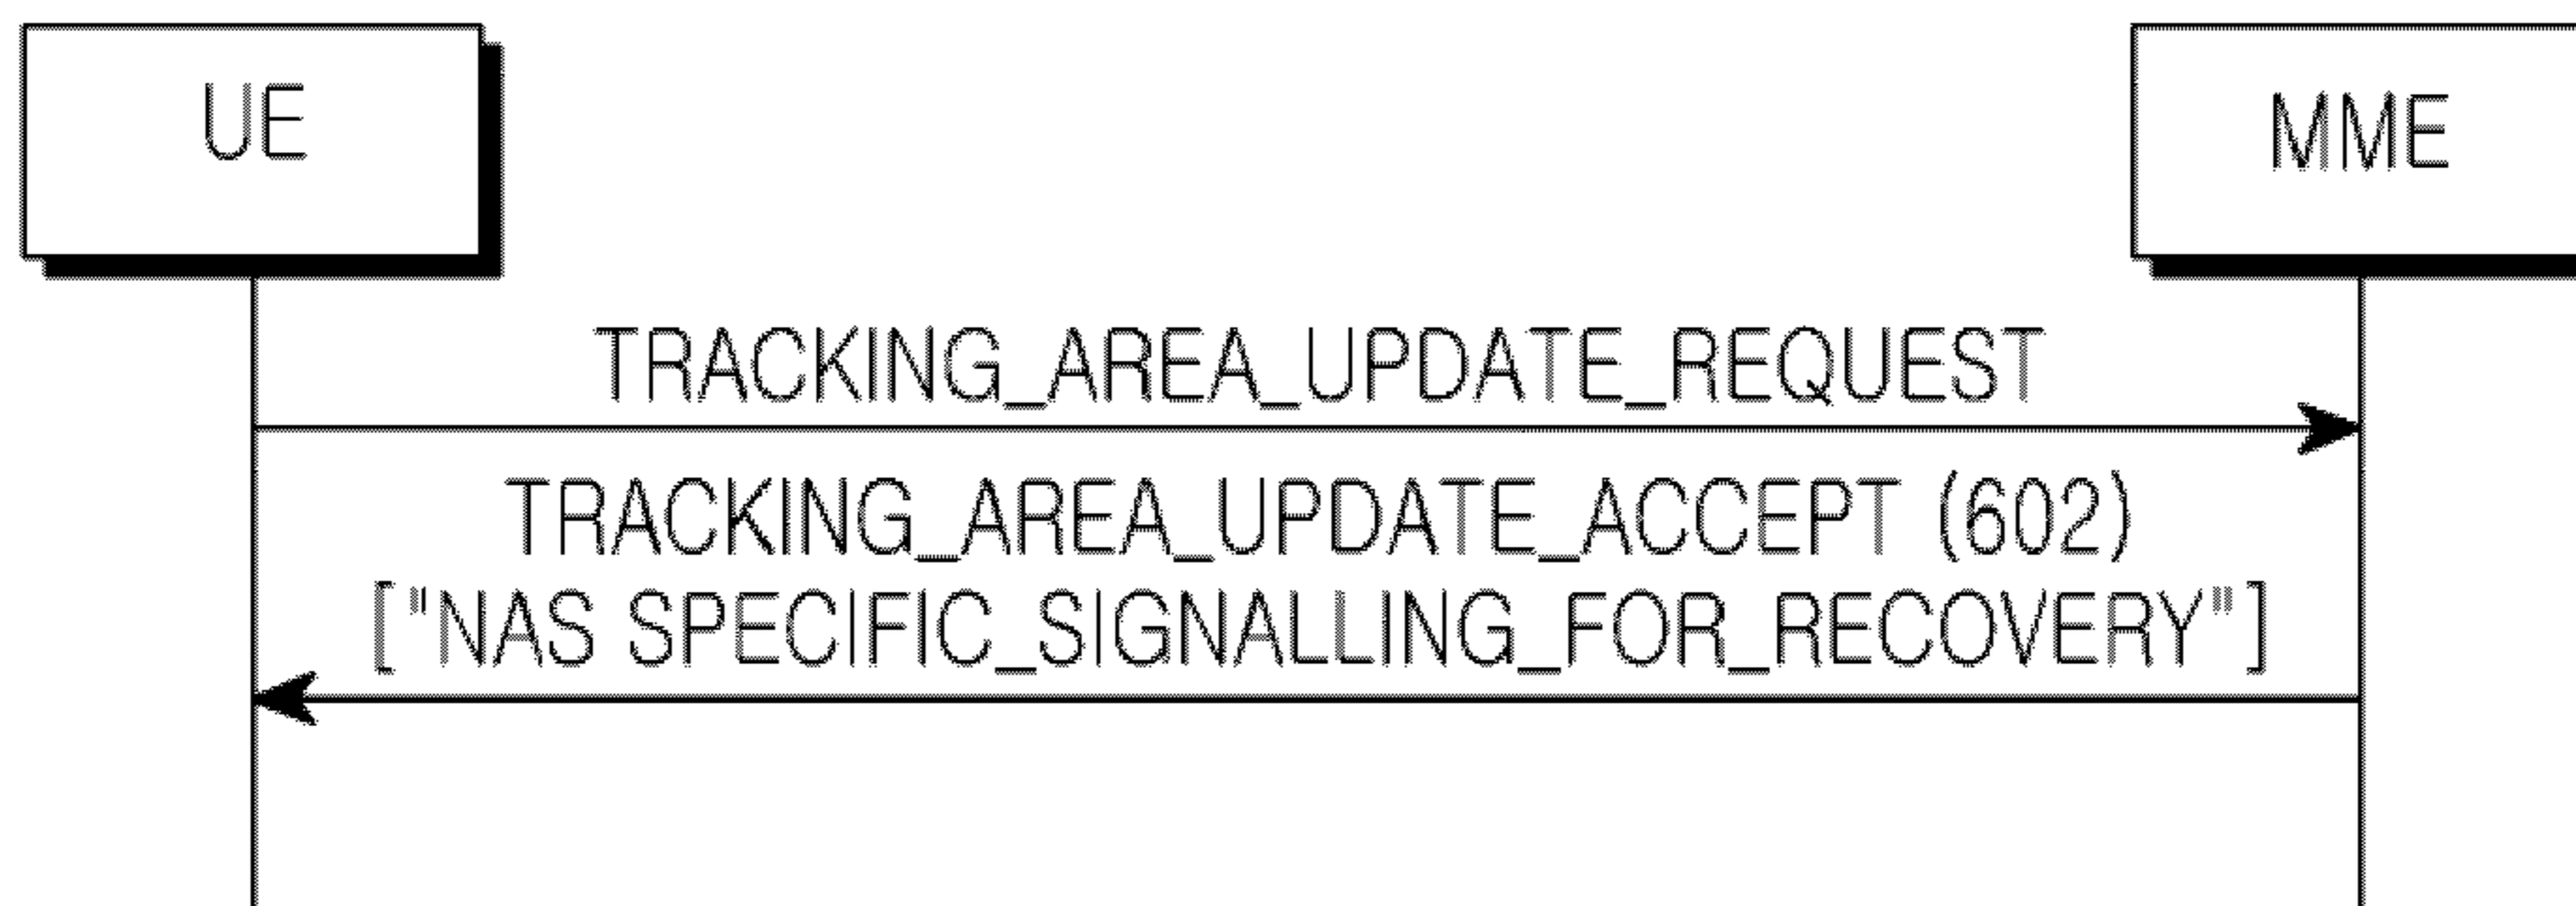 UE
MME
TRACKING_AREA_UPDATE_REQUEST
TRACKING_AREA_UPDATE_ACCEPT (602)
["NAS SPECIFIC_SIGNALLING_FOR_RECOVERY"]